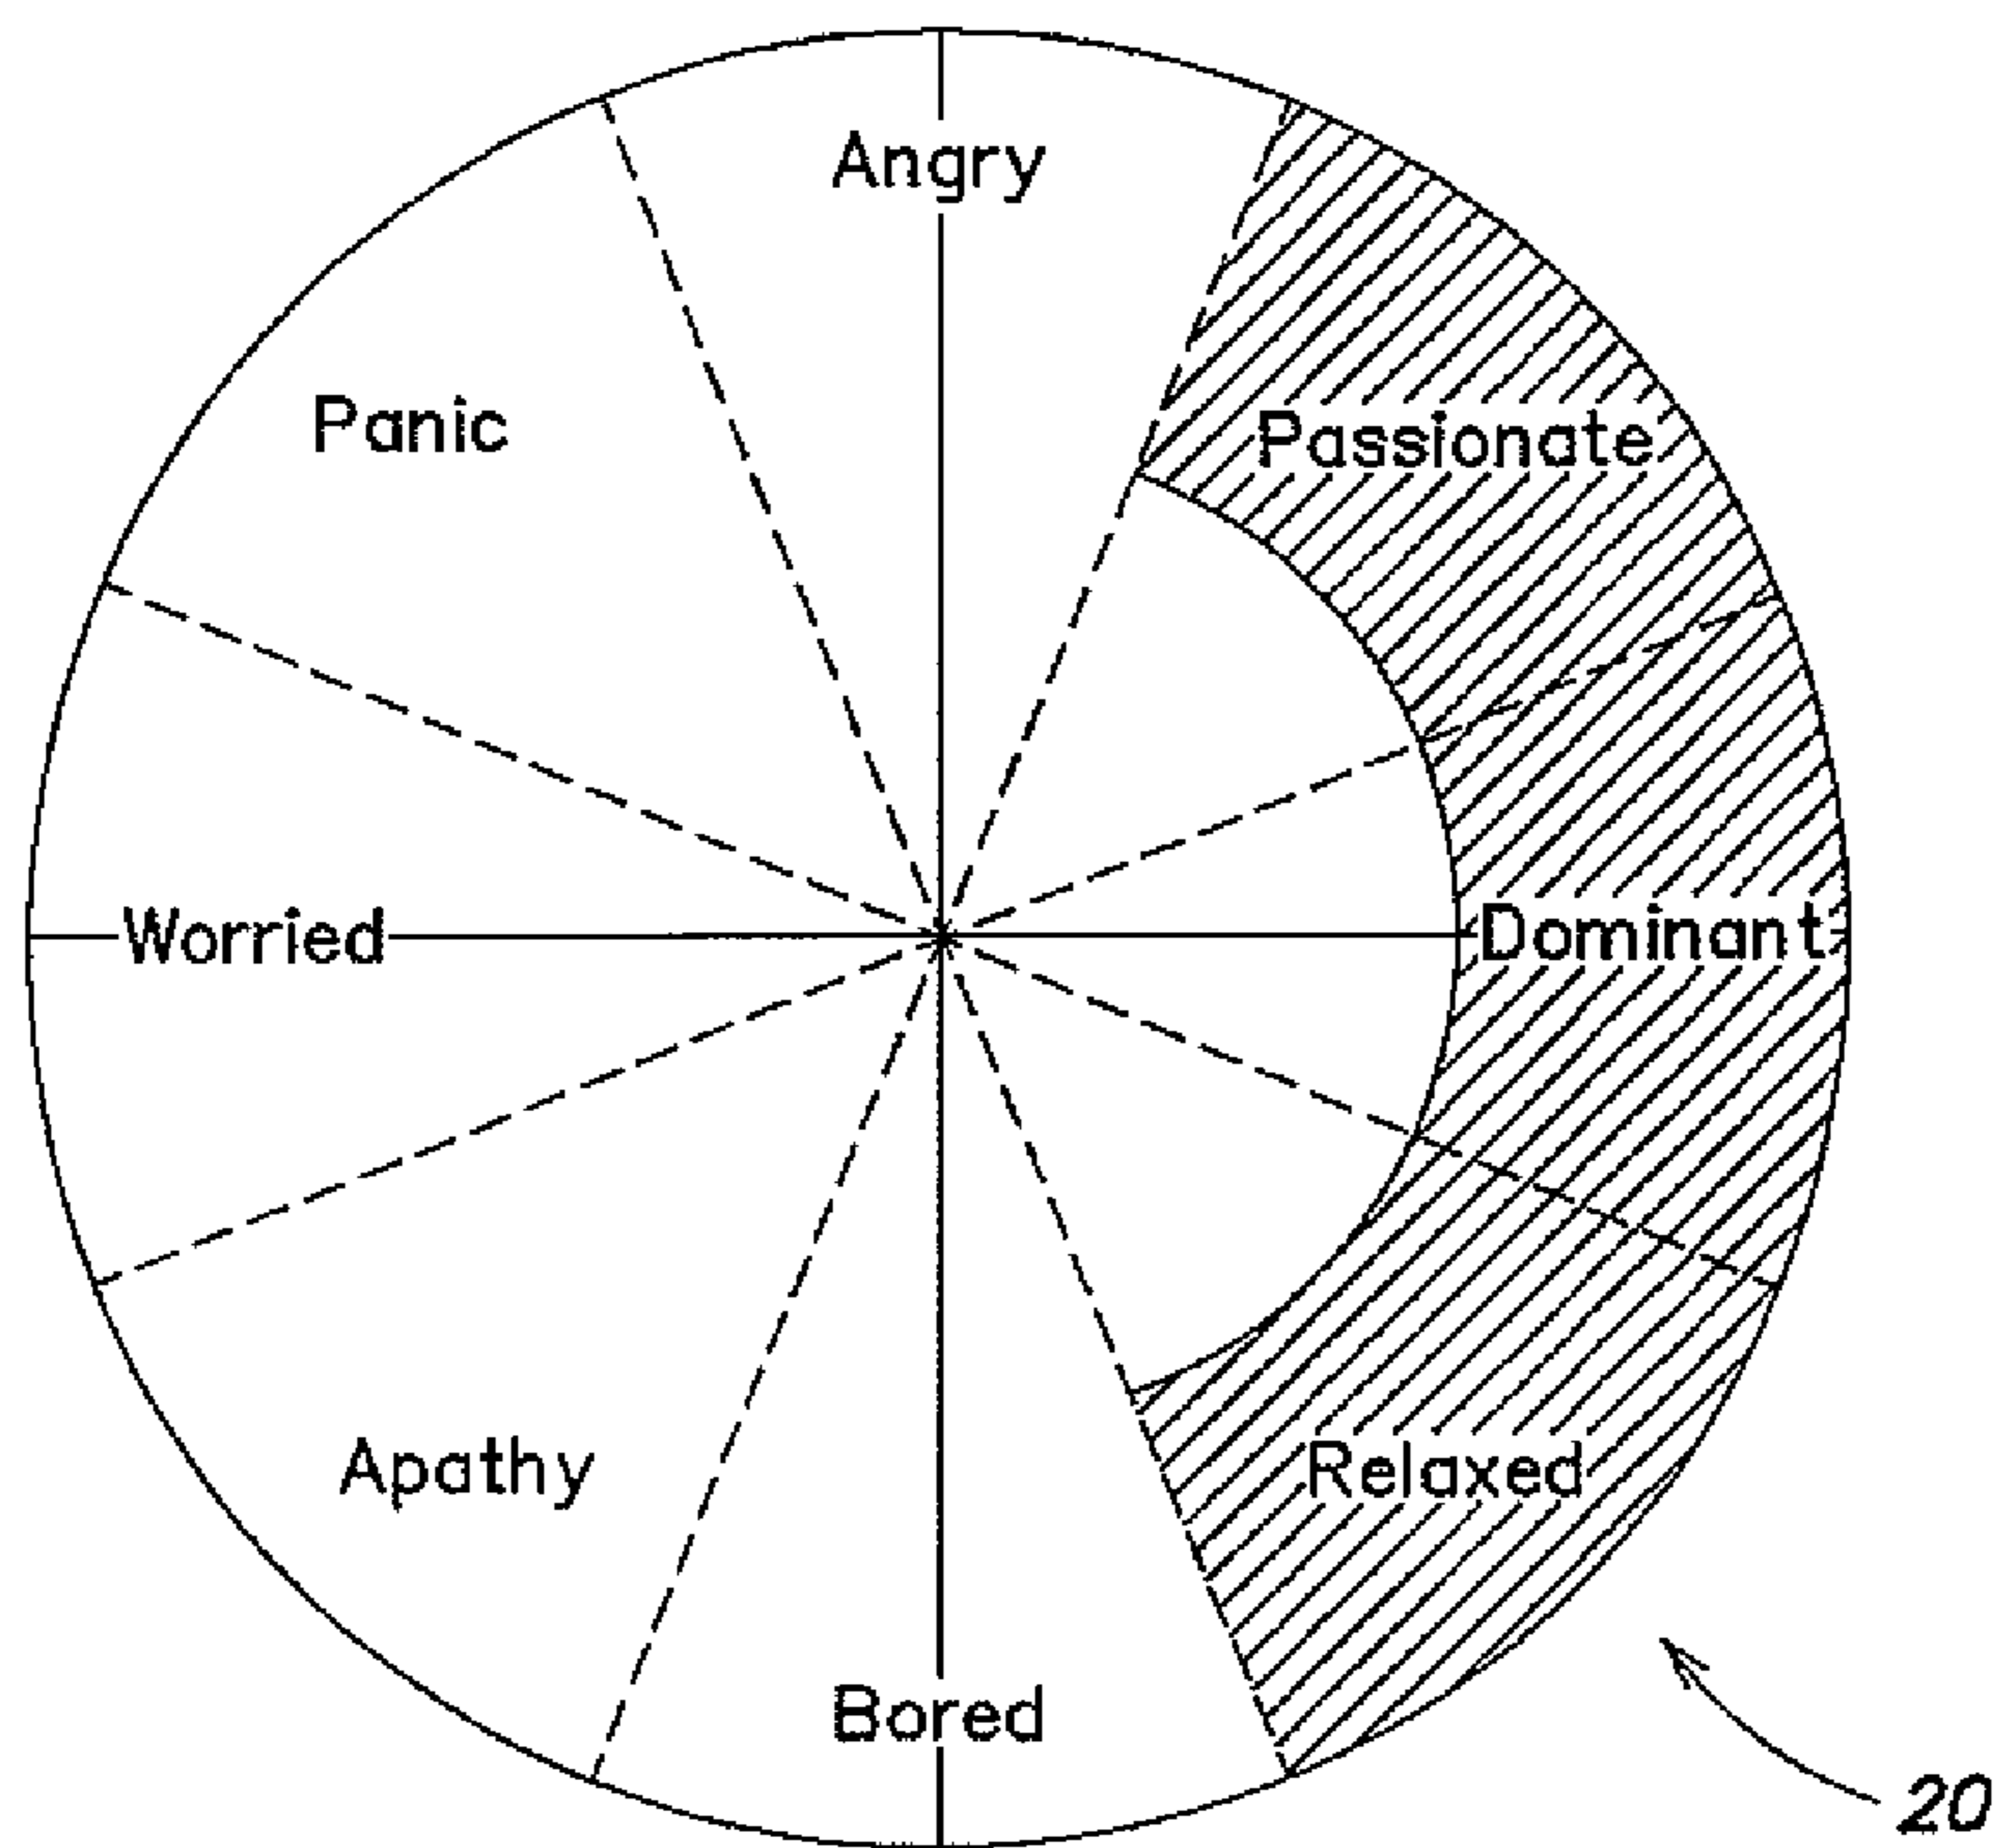 Angry
Panic
Passionate
Worried
Dominant
Apathy
Relaxed
Bored
20